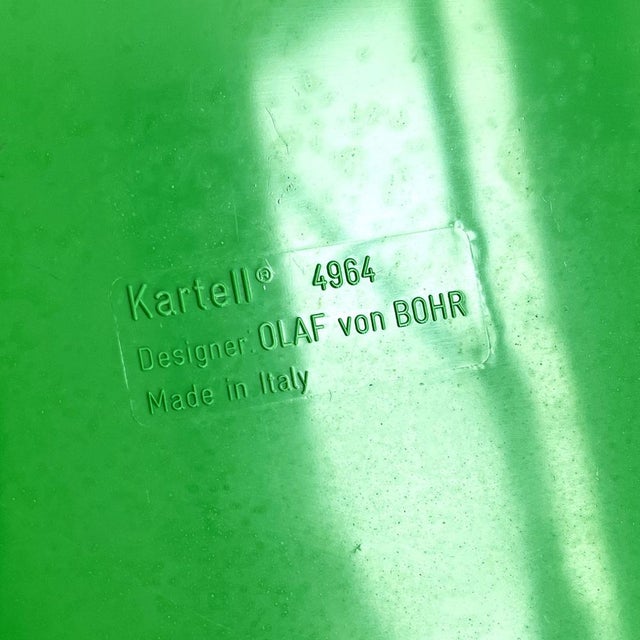 Kartell® 4964
Designer: OLAF von BOHR
Made in Italy